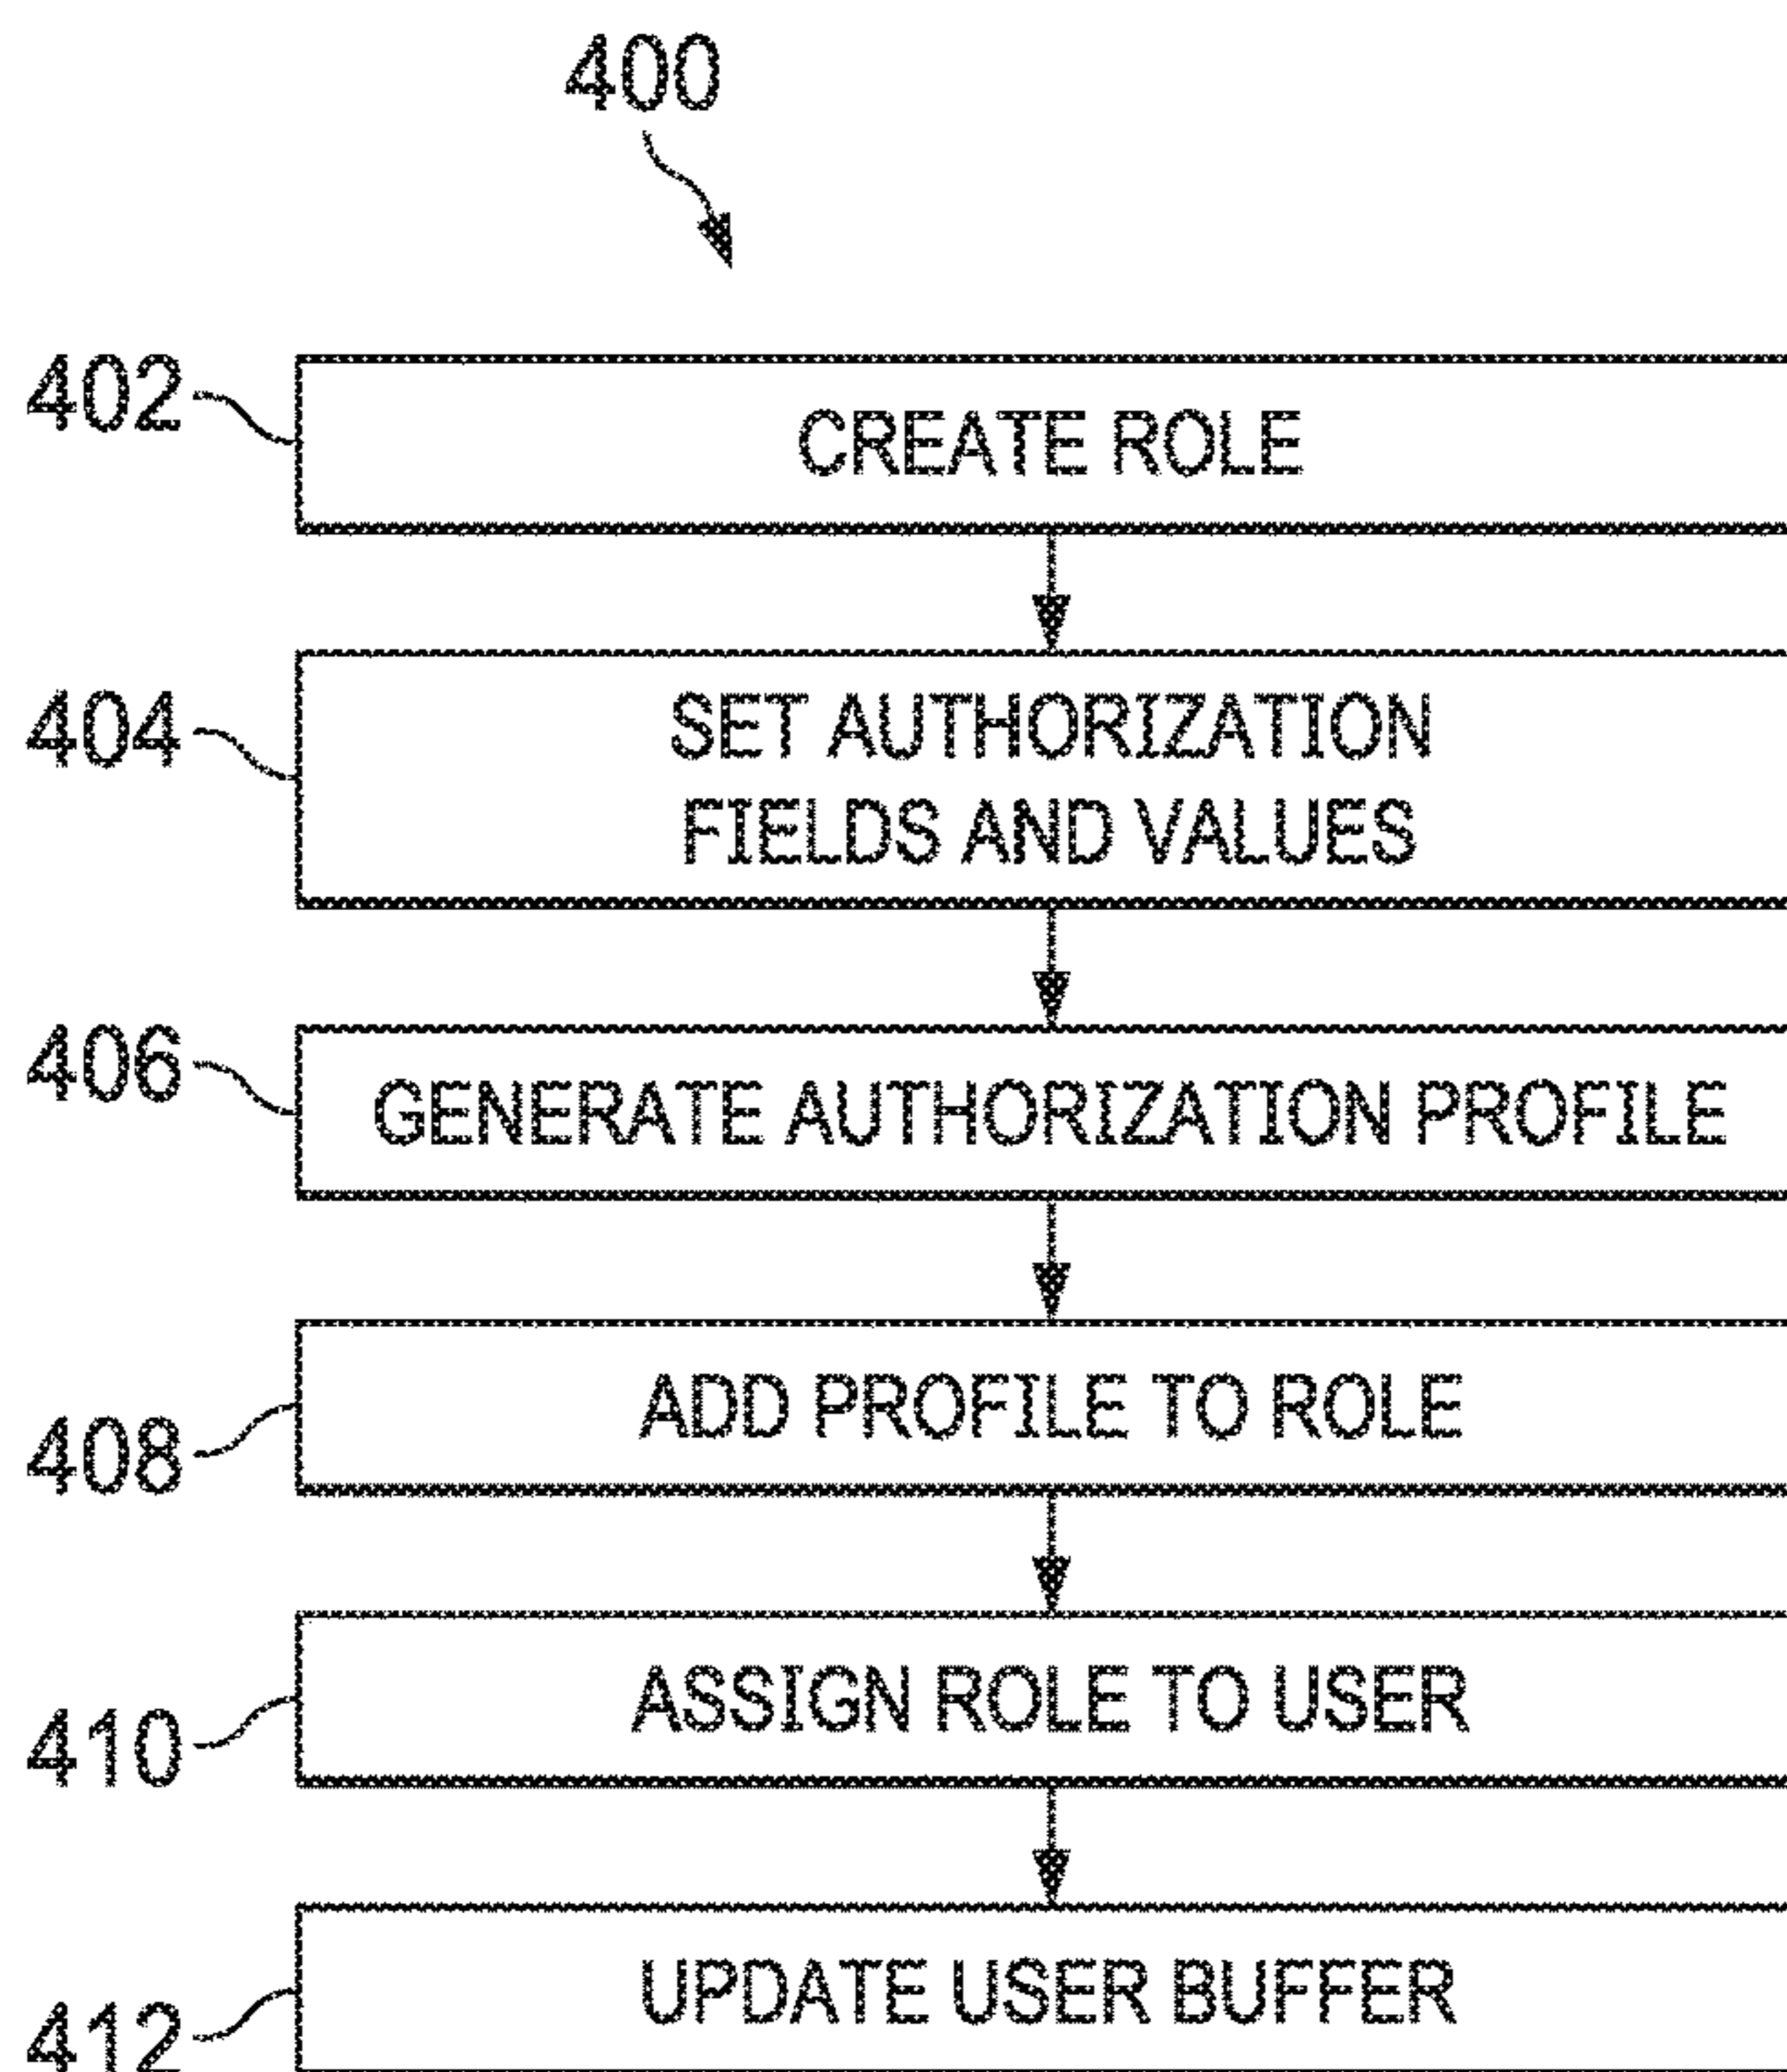 400
402
CREATE ROLE
404
SET AUTHORIZATION
FIELDS AND VALUES
406
GENERATE AUTHORIZATION PROFILE
408
ADD PROFILE TO ROLE
410
ASSIGN ROLE TO USER
412
UPDATE USER BUFFER